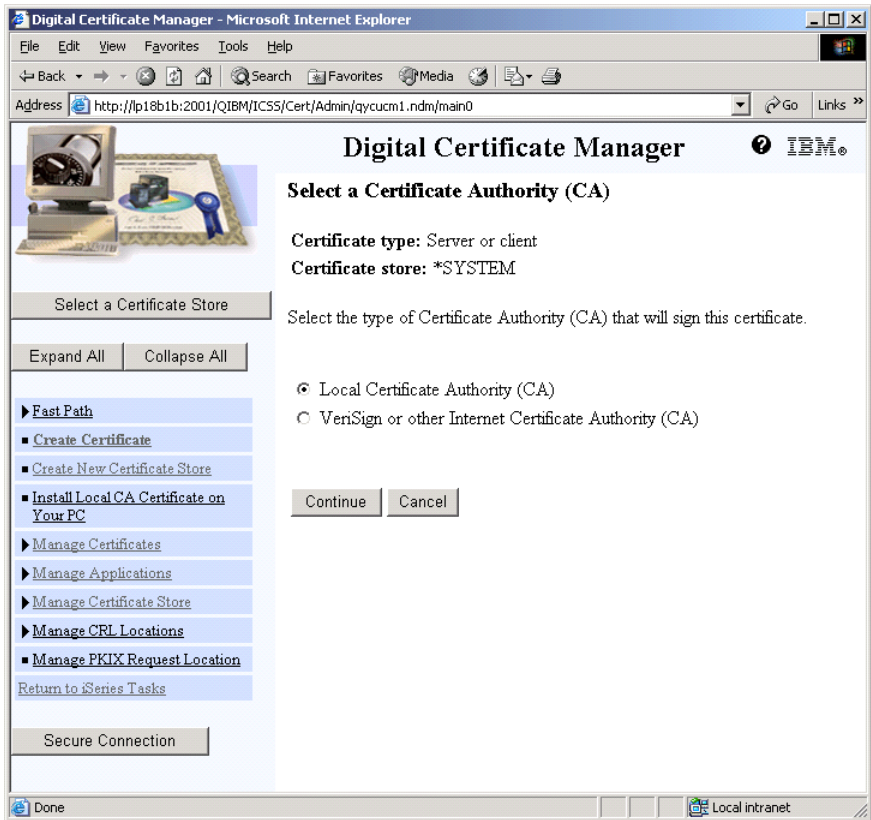 Digital Certificate Manager - Microsoft Internet Explorer
File Edit View Favorites Tools Help
Back Search Favorites Media
Address http://lp18b1b:2001/QIBM/ICSS/Cert/Admin/qycucm1.ndm/main0 Go Links »
Digital Certificate Manager
IBM®
Select a Certificate Store
Expand All Collapse All
Fast Path
Create Certificate
Create New Certificate Store
Install Local CA Certificate on
Your PC
Manage Certificates
Manage Applications
Manage Certificate Store
Manage CRL Locations
Manage PKIX Request Location
Return to iSeries Tasks
Secure Connection
Select a Certificate Authority (CA)
Certificate type: Server or client
Certificate store: *SYSTEM
Select the type of Certificate Authority (CA) that will sign this certificate.
Local Certificate Authority (CA)
VeriSign or other Internet Certificate Authority (CA)
Continue Cancel
Done Local intranet